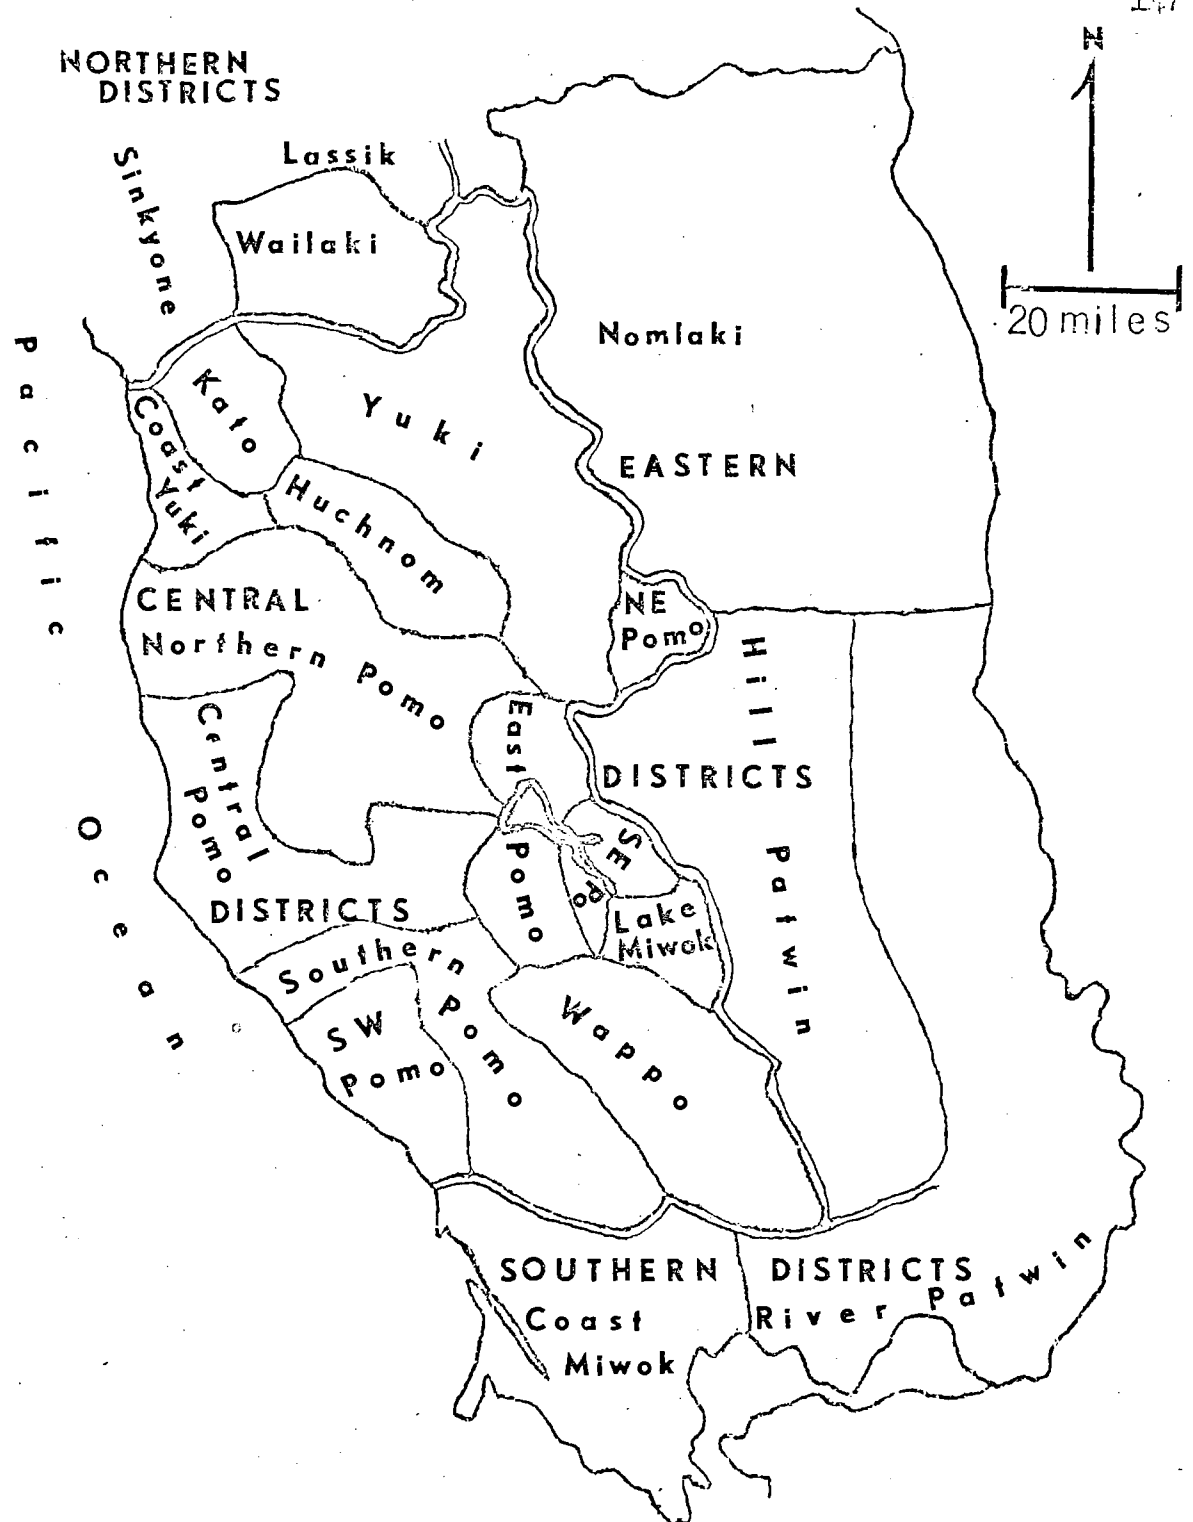 NORTHERN
DISTRICTS
N
Lassik
Sinkyone
Wailaki
20 miles
Nomlaki
Pacific
Kato
Yuki
Coast
Yuki
EASTERN
Huchnom
CENTRAL
NE
Pomo
Northern Pomo
Hill
East
Central
Pomo
DISTRICTS
Ocean
SE
Pomo
Patwin
Po
DISTRICTS
Lake
Miwok
Southern
Pomo
Wappo
SW
Pomo
SOUTHERN
DISTRICTS
River Patwin
Coast
Miwok